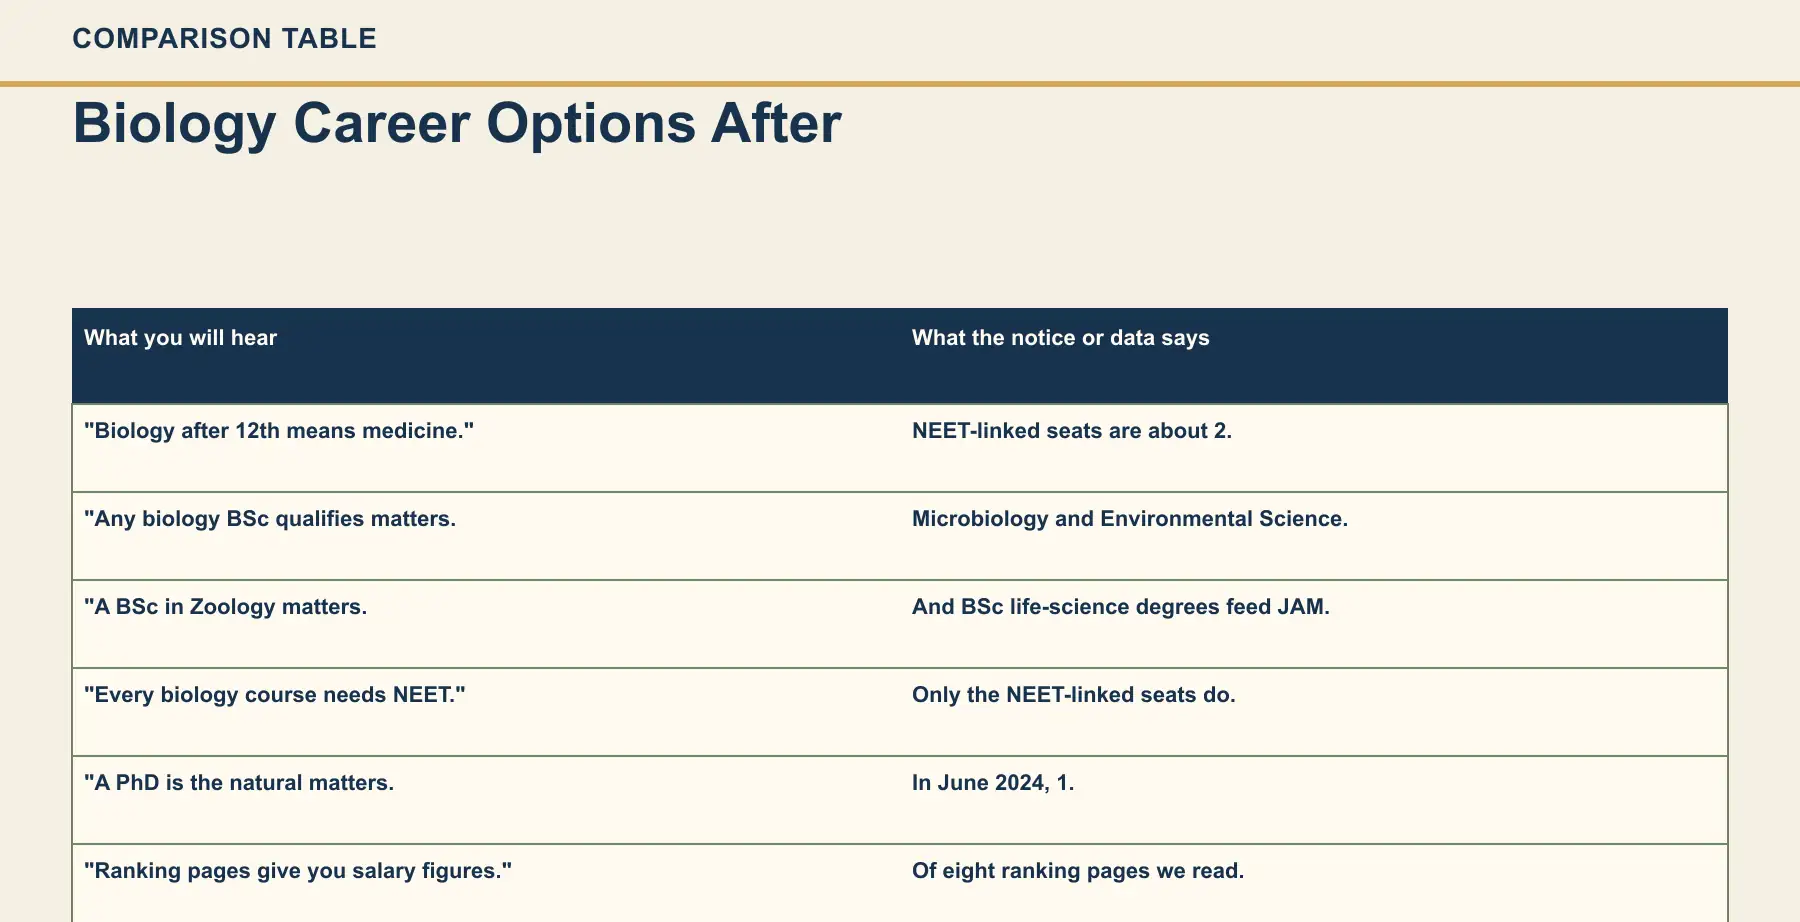 COMPARISON TABLE
Biology Career Options After
What you will hear
What the notice or data says
"Biology after 12th means medicine."
NEET-linked seats are about 2.
"Any biology BSc qualifies matters.
Microbiology and Environmental Science.
"A BSc in Zoology matters.
And BSc life-science degrees feed JAM.
"Every biology course needs NEET."
Only the NEET-linked seats do.
"A PhD is the natural matters.
In June 2024, 1.
"Ranking pages give you salary figures."
Of eight ranking pages we read.